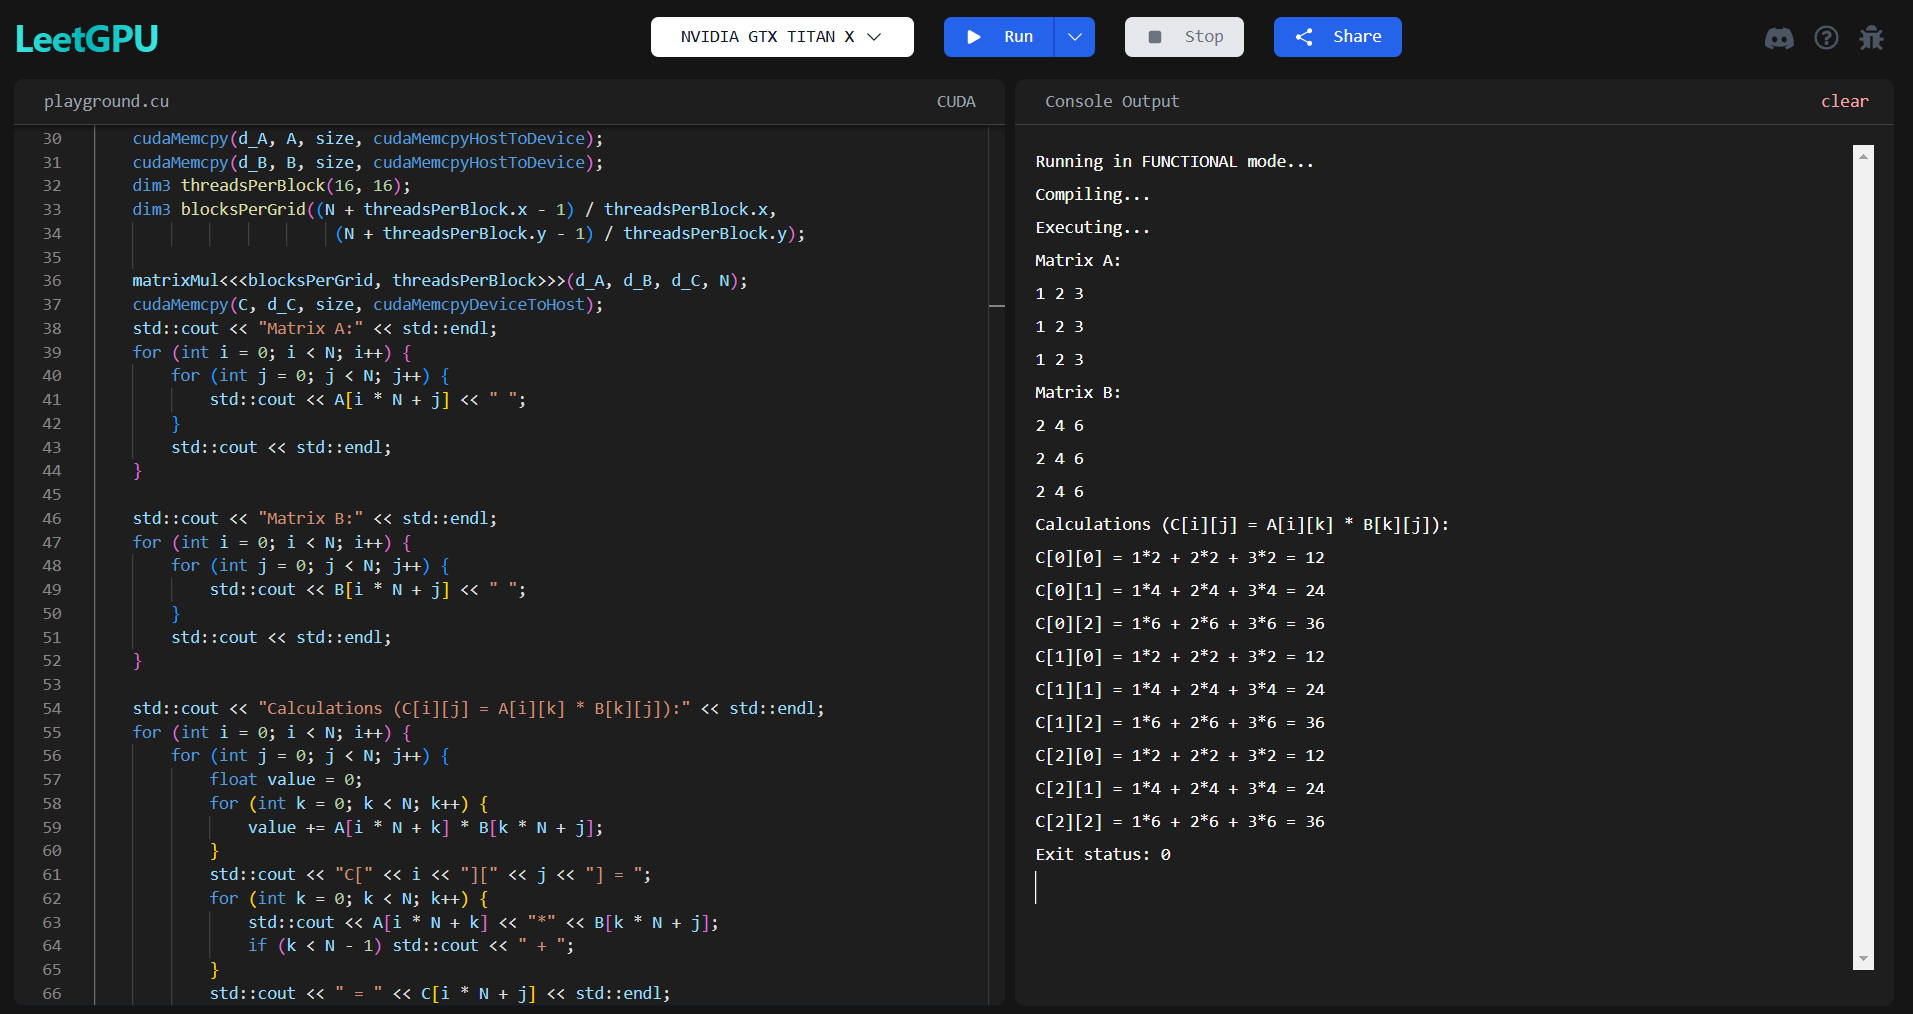 LeetGPU
NVIDIA GTX TITAN X
Run
Stop
Share
playground.cu
CUDA
30 cudaMemcpy(d_A, A, size, cudaMemcpyHostToDevice);
31 cudaMemcpy(d_B, B, size, cudaMemcpyHostToDevice);
32 dim3 threadsPerBlock(16, 16);
33 dim3 blocksPerGrid((N + threadsPerBlock.x - 1) / threadsPerBlock.x,
34 (N + threadsPerBlock.y - 1) / threadsPerBlock.y);
35
36 matrixMul<<<blocksPerGrid, threadsPerBlock>>>(d_A, d_B, d_C, N);
37 cudaMemcpy(C, d_C, size, cudaMemcpyDeviceToHost);
38 std::cout << "Matrix A:" << std::endl;
39 for (int i = 0; i < N; i++) {
40 for (int j = 0; j < N; j++) {
41 std::cout << A[i * N + j] << " ";
42 }
43 std::cout << std::endl;
44 }
45
46 std::cout << "Matrix B:" << std::endl;
47 for (int i = 0; i < N; i++) {
48 for (int j = 0; j < N; j++) {
49 std::cout << B[i * N + j] << " ";
50 }
51 std::cout << std::endl;
52 }
53
54 std::cout << "Calculations (C[i][j] = A[i][k] * B[k][j]):" << std::endl;
55 for (int i = 0; i < N; i++) {
56 for (int j = 0; j < N; j++) {
57 float value = 0;
58 for (int k = 0; k < N; k++) {
59 value += A[i * N + k] * B[k * N + j];
60 }
61 std::cout << "C[" << i << "][" << j << "] = ";
62 for (int k = 0; k < N; k++) {
63 std::cout << A[i * N + k] << "*" << B[k * N + j];
64 if (k < N - 1) std::cout << " + ";
65 }
66 std::cout << " = " << C[i * N + j] << std::endl;
Console Output
clear
Running in FUNCTIONAL mode...
Compiling...
Executing...
Matrix A:
1 2 3
1 2 3
1 2 3
Matrix B:
2 4 6
2 4 6
2 4 6
Calculations (C[i][j] = A[i][k] * B[k][j]):
C[0][0] = 1*2 + 2*2 + 3*2 = 12
C[0][1] = 1*4 + 2*4 + 3*4 = 24
C[0][2] = 1*6 + 2*6 + 3*6 = 36
C[1][0] = 1*2 + 2*2 + 3*2 = 12
C[1][1] = 1*4 + 2*4 + 3*4 = 24
C[1][2] = 1*6 + 2*6 + 3*6 = 36
C[2][0] = 1*2 + 2*2 + 3*2 = 12
C[2][1] = 1*4 + 2*4 + 3*4 = 24
C[2][2] = 1*6 + 2*6 + 3*6 = 36
Exit status: 0